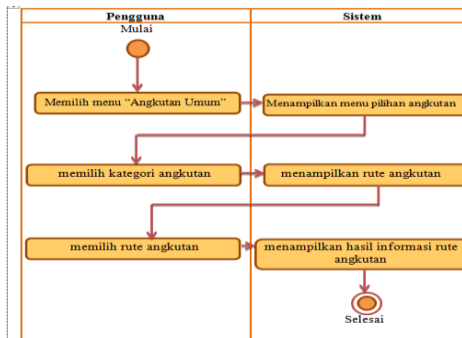 Pengguna
Sistem
Mulai
Memilih menu “Angkutan Umum”
Menampilkan menu pilihan angkutan
memilih kategori angkutan
menampilkan rute angkutan
memilih rute angkutan
menampilkan hasil informasi rute
angkutan
Selesai